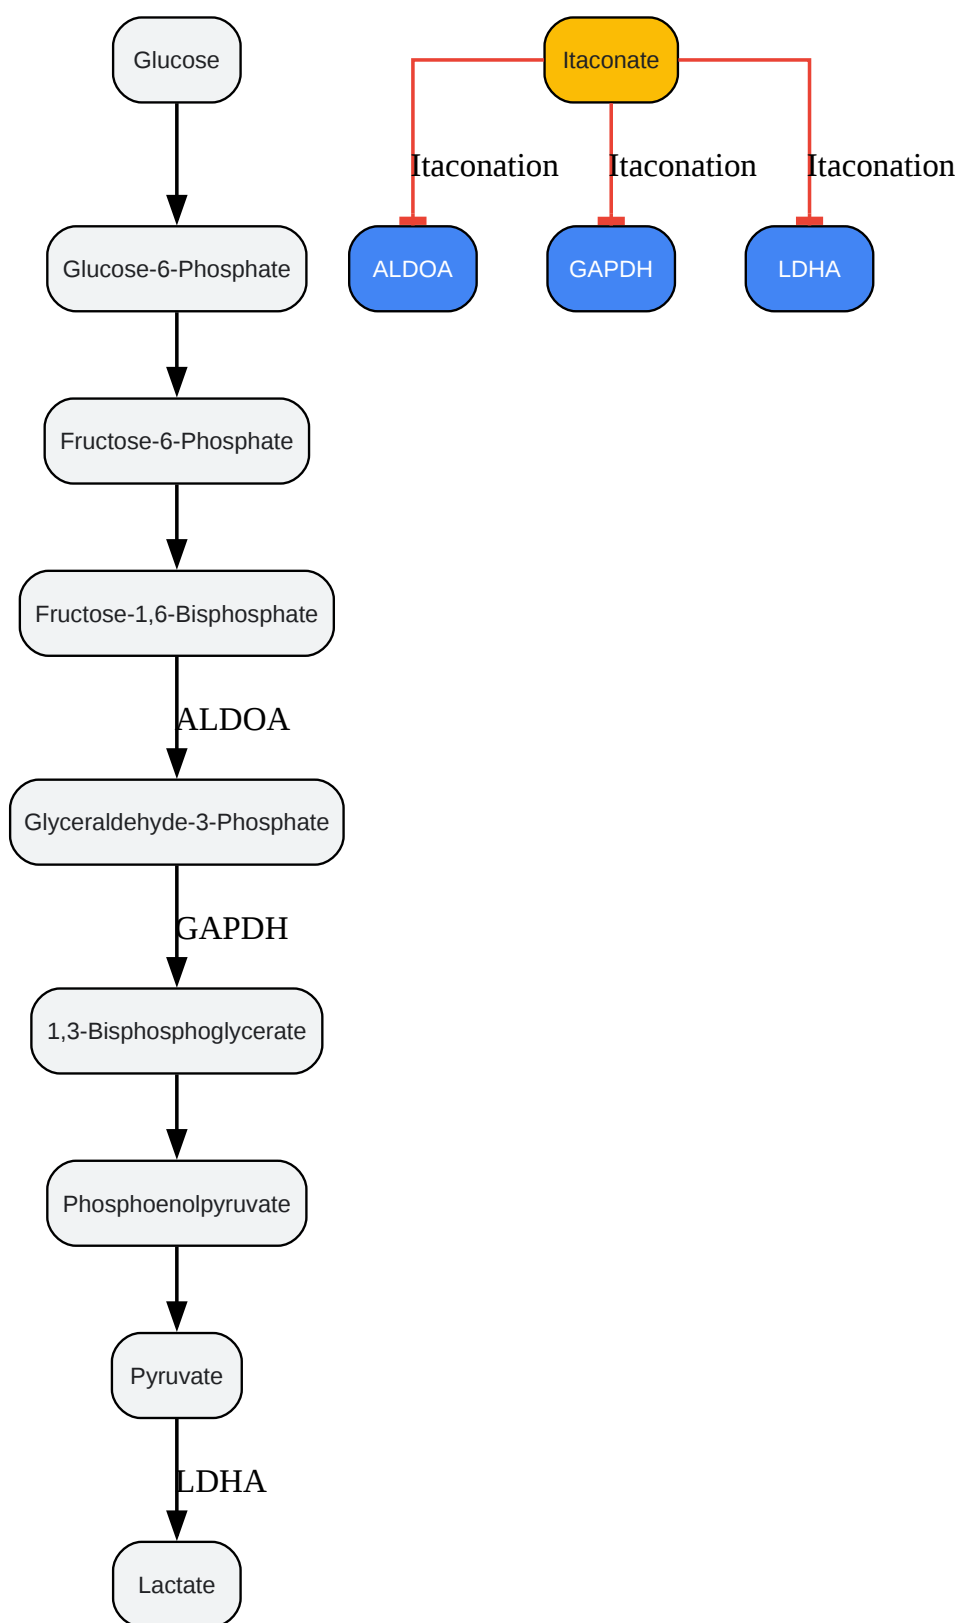 Glucose
Itaconate
Itaconation
Itaconation
Itaconation
Glucose-6-Phosphate
ALDOA
GAPDH
LDHA
Fructose-6-Phosphate
Fructose-1,6-Bisphosphate
ALDOA
Glyceraldehyde-3-Phosphate
GAPDH
1,3-Bisphosphoglycerate
Phosphoenolpyruvate
Pyruvate
LDHA
Lactate